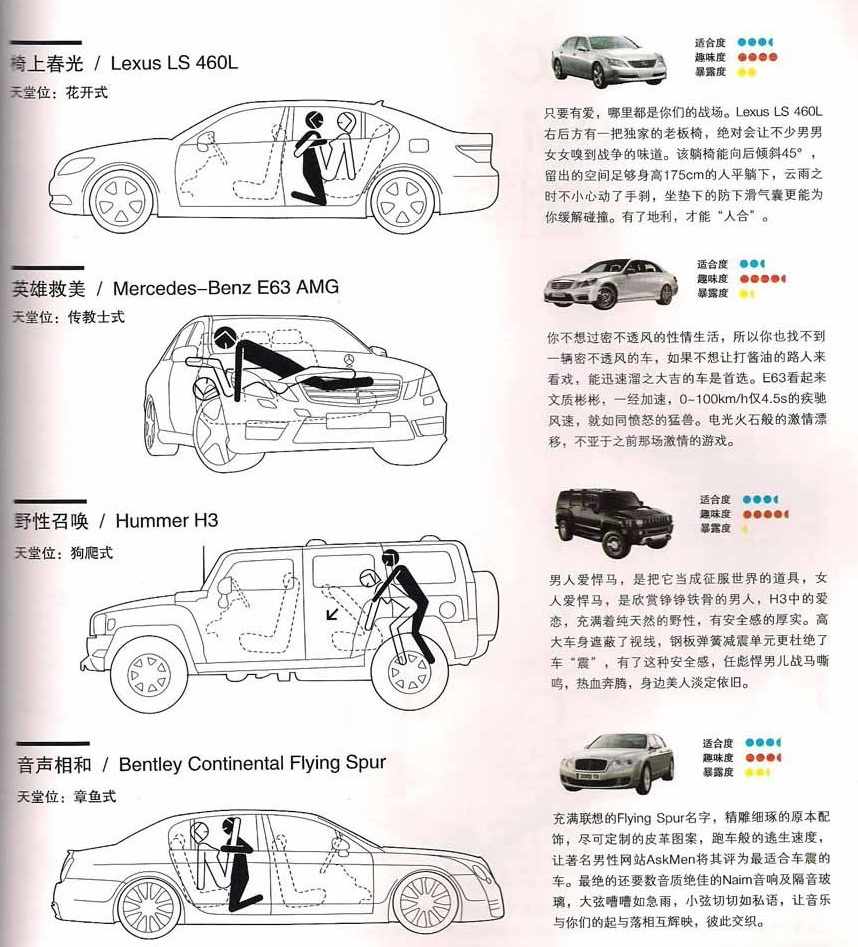 椅上春光 / Lexus LS 460L
天堂位：花开式
适合度
趣味度
暴露度
只要有爱，哪里都是你们的战场。Lexus LS 460L
右后方有一把独家的老板椅，绝对会让不少男男
女女嗅到战争的味道。该躺椅能向后倾斜45°，
留出的空间足够身高175cm的人平躺下，云雨之
时不小心动了手刹，坐垫下的防下滑气囊更能为
你缓解碰撞。有了地利，才能“人合”。
英雄救美 / Mercedes-Benz E63 AMG
天堂位：传教士式
适合度
趣味度
暴露度
你不想过密不透风的性情生活，所以你也找不到
一辆密不透风的车，如果不想让打酱油的路人来
看戏，能迅速溜之大吉的车是首选。E63看起来
文质彬彬，一经加速，0~100km/h仅4.5s的疾驰
风速，就如同愤怒的猛兽。电光火石般的激情漂
移，不亚于之前那场激情的游戏。
野性召唤 / Hummer H3
天堂位：狗爬式
适合度
趣味度
暴露度
男人爱悍马，是把它当成征服世界的道具，女
人爱悍马，是欣赏铮铮铁骨的男人，H3中的爱
恋，充满着纯天然的野性，有安全感的厚实。高
大车身遮蔽了视线，钢板弹簧减震单元更杜绝了
车“震”，有了这种安全感，任彪悍男儿战马嘶
鸣，热血奔腾，身边美人淡定依旧。
音声相和 / Bentley Continental Flying Spur
天堂位：章鱼式
适合度
趣味度
暴露度
充满联想的Flying Spur名字，精雕细琢的原本配
饰，尽可定制的皮革图案，跑车般的逃生速度，
让著名男性网站AskMen将其评为最适合车震的
车。最绝的还要数音质绝佳的Naim音响及隔音玻
璃，大弦嘈嘈如急雨，小弦切切如私语，让音乐
与你们的起与落相互辉映，彼此交织。